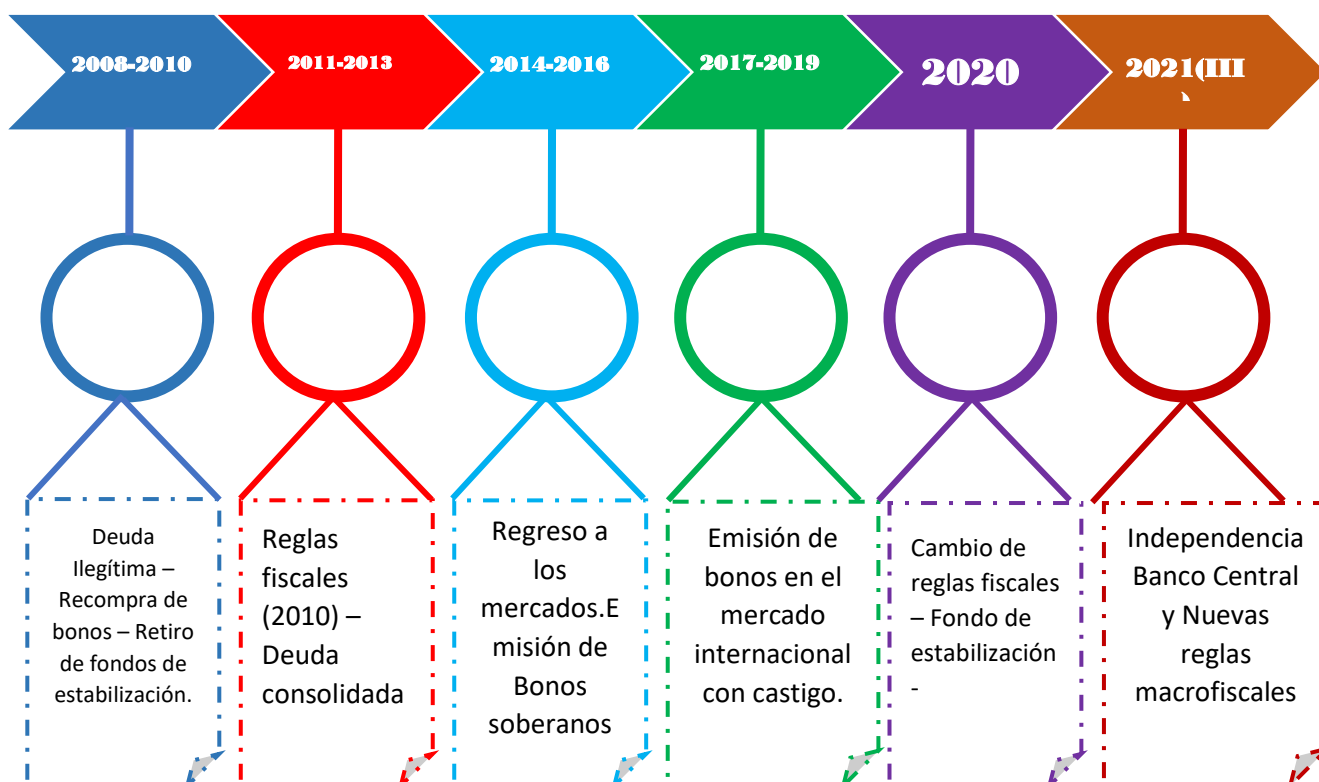 2008-2010
2011-2013
2014-2016
2017-2019
2020
2021(III
Deuda
Ilegítima –
Recompra de
bonos – Retiro
de fondos de
estabilización.
Reglas
fiscales
(2010) –
Deuda
consolidada
Regreso a
los
mercados.E
misión de
Bonos
soberanos
Emisión de
bonos en el
mercado
internacional
con castigo.
Cambio de
reglas fiscales
– Fondo de
estabilización
-
Independencia
Banco Central
y Nuevas
reglas
macrofiscales